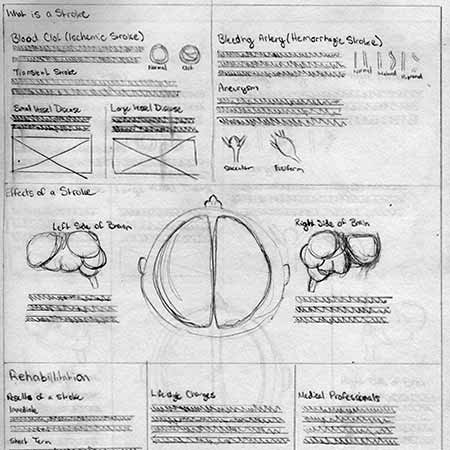 What is a Stroke
Blood Clot (Ischemic Stroke)
Normal
Clot
Transient Stroke
Small Vessel Disease
Large Vessel Disease
Bleeding Artery (Hemorrhagic Stroke)
Normal
Ruptured
Aneurysm
Saccular
Fusiform
Effects of a Stroke
Left Side of Brain
Right Side of Brain
Rehabilitation
Results of a Stroke
Immediate
Short Term
Lifestyle Changes
Medical Professionals